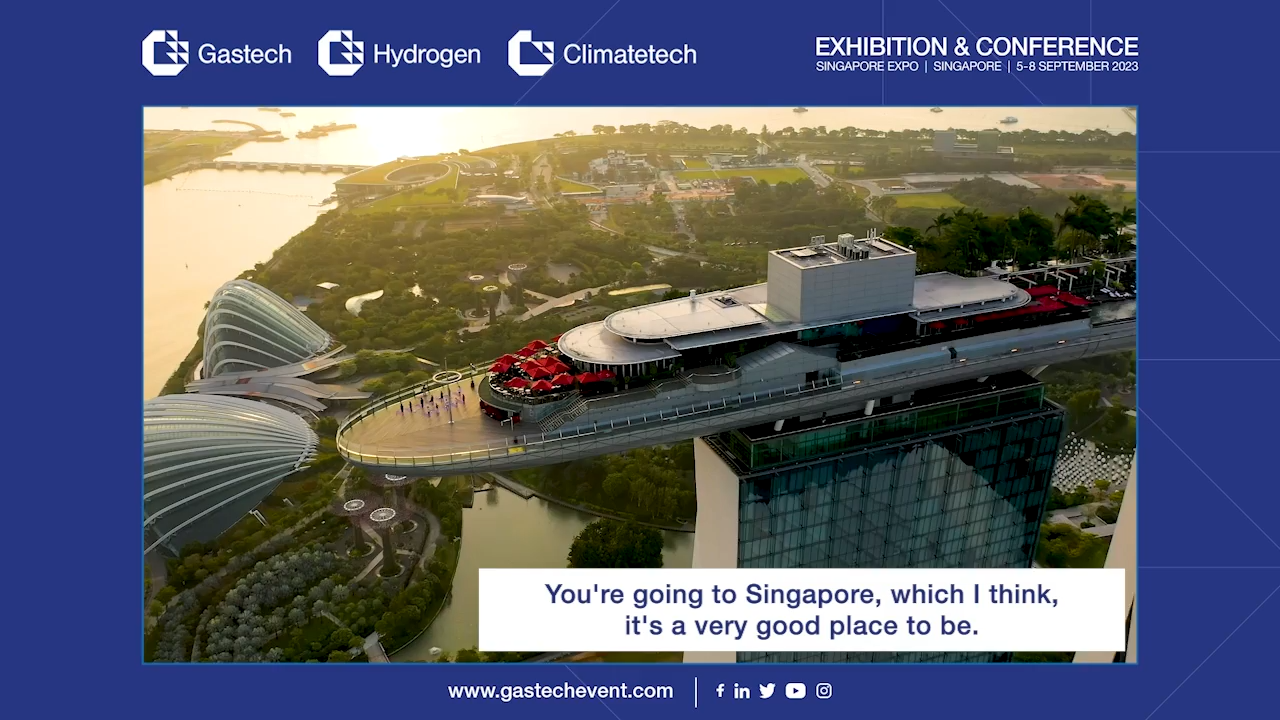 Gastech
Hydrogen
Climatetech
EXHIBITION & CONFERENCE
SINGAPORE EXPO | SINGAPORE | 5-8 SEPTEMBER 2023
You're going to Singapore, which I think,
it's a very good place to be.
www.gastechevent.com